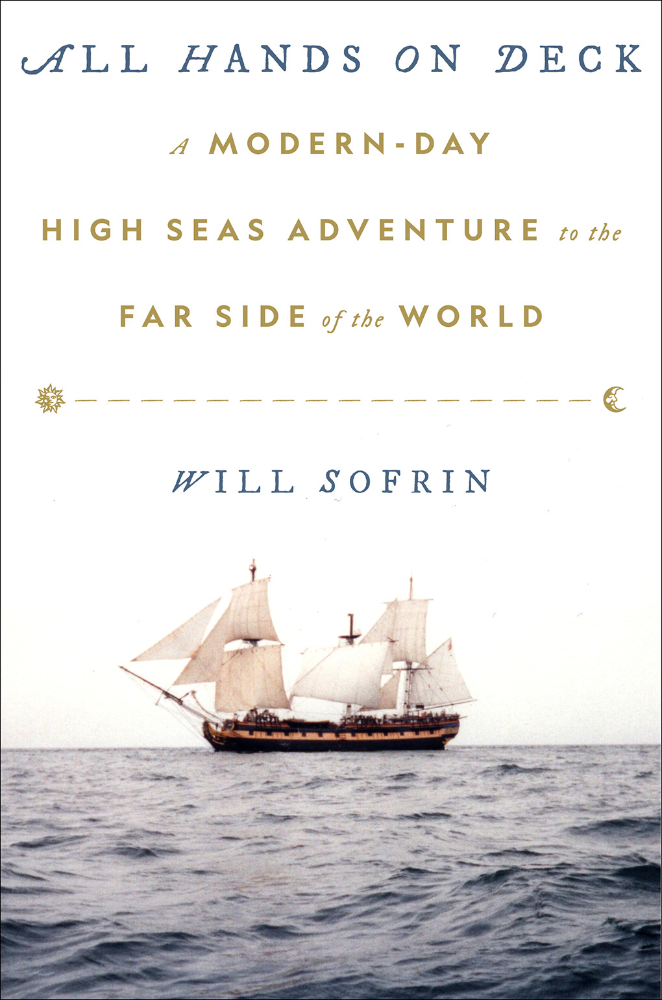 ALL HANDS ON DECK
A MODERN-DAY
HIGH SEAS ADVENTURE to the
FAR SIDE of the WORLD
WILL SOFRIN